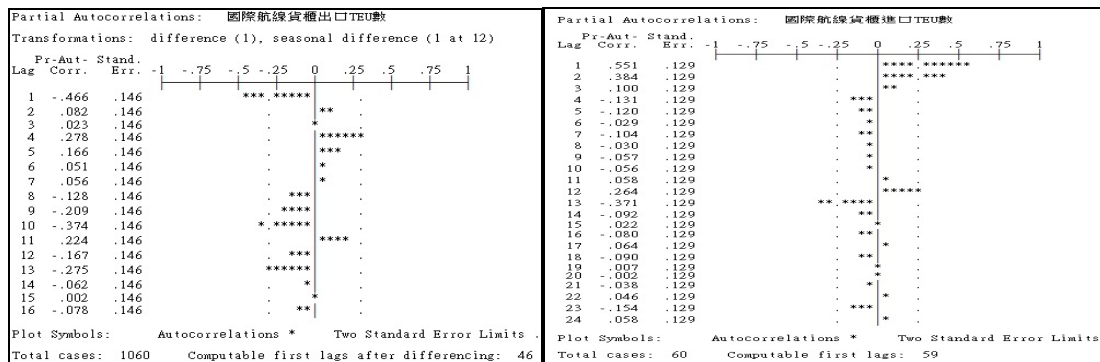 Partial Autocorrelations: 國際航線貨櫃出口TEU數
Transformations: difference (1), seasonal difference (1 at 12)
Pr-Aut- Stand.
Lag Corr. Err. -1 -.75 -.5 -.25 0 .25 .5 .75 1
1 -.466 .146 ***.*****
2 .082 .146 **
3 .023 .146 *
4 .278 .146 ******
5 .166 .146 ***
6 .051 .146 *
7 .056 .146 *
8 -.128 .146 ***
9 -.209 .146 ****
10 -.374 .146 *.*****
11 .224 .146 ****
12 -.167 .146 ***
13 -.275 .146 ******
14 -.062 .146 *
15 .002 .146 *
16 -.078 .146 **
Plot Symbols: Autocorrelations * Two Standard Error Limits .
Total cases: 1060 Computable first lags after differencing: 46
Partial Autocorrelations: 國際航線貨櫃進口TEU數
Pr-Aut- Stand.
Lag Corr. Err. -1 -.75 -.5 -.25 0 .25 .5 .75 1
1 .551 .129 ****.******
2 .384 .129 ****.***
3 .100 .129 **
4 -.131 .129 ***
5 -.120 .129 **
6 -.029 .129 *
7 -.104 .129 **
8 -.030 .129 *
9 -.057 .129 *
10 -.056 .129 *
11 .058 .129 *
12 .264 .129 *****
13 -.371 .129 **.****
14 -.092 .129 **
15 .022 .129 *
16 -.080 .129 **
17 .064 .129 *
18 -.090 .129 **
19 .007 .129 *
20 -.002 .129 *
21 -.038 .129 *
22 .046 .129 *
23 -.154 .129 ***
24 .058 .129 *
Plot Symbols: Autocorrelations * Two Standard Error Limits
Total cases: 60 Computable first lags: 59